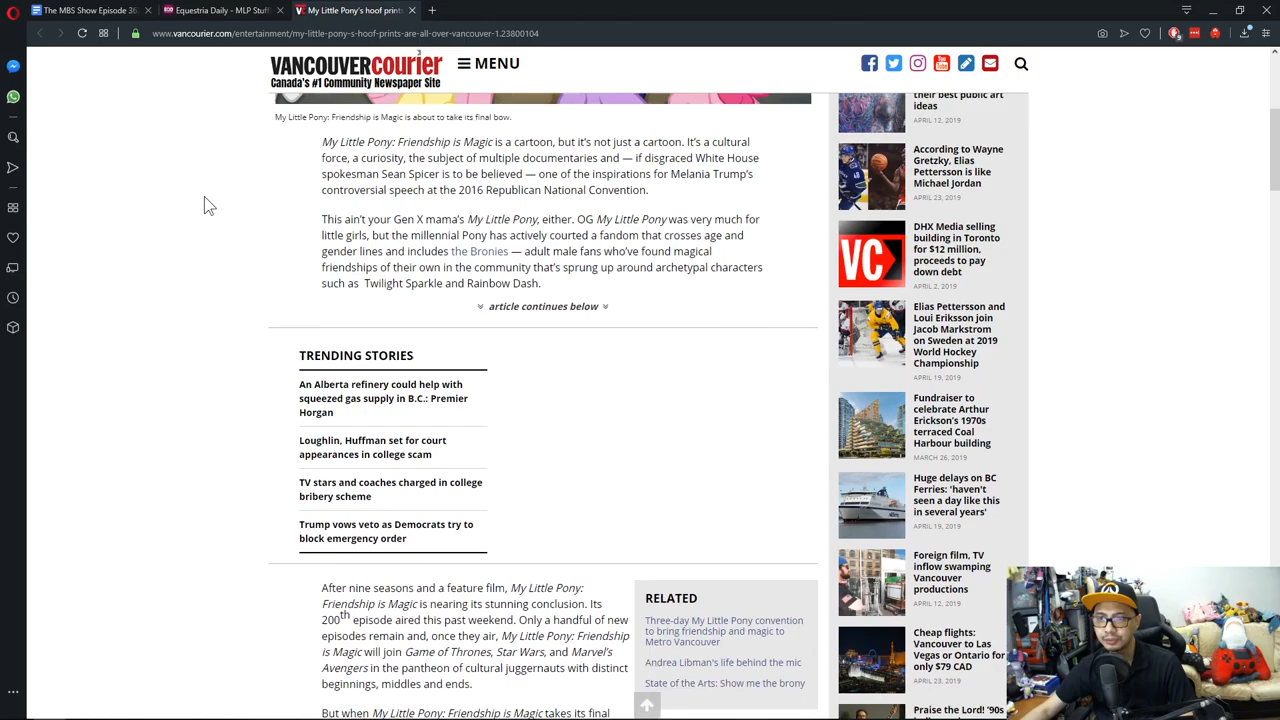 The MBS Show Episode 36
Equestria Daily - MLP Stuff
My Little Pony's hoof prints
www.vancourier.com/entertainment/my-little-pony-s-hoof-prints-are-all-over-vancouver-1.23800104
VANCOUVERcourier
Canada's #1 Community Newspaper Site
MENU
My Little Pony: Friendship is Magic is about to take its final bow.
My Little Pony: Friendship is Magic is a cartoon, but it's not just a cartoon. It's a cultural
force, a curiosity, the subject of multiple documentaries and — if disgraced White House
spokesman Sean Spicer is to be believed — one of the inspirations for Melania Trump's
controversial speech at the 2016 Republican National Convention.
This ain't your Gen X mama's My Little Pony, either. OG My Little Pony was very much for
little girls, but the millennial Pony has actively courted a fandom that crosses age and
gender lines and includes the Bronies — adult male fans who've found magical
friendships of their own in the community that's sprung up around archetypal characters
such as Twilight Sparkle and Rainbow Dash.
article continues below
TRENDING STORIES
An Alberta refinery could help with
squeezed gas supply in B.C.: Premier
Horgan
Loughlin, Huffman set for court
appearances in college scam
TV stars and coaches charged in college
bribery scheme
Trump vows veto as Democrats try to
block emergency order
After nine seasons and a feature film, My Little Pony:
Friendship is Magic is nearing its stunning conclusion. Its
200th episode aired this past weekend. Only a handful of new
episodes remain and, once they air, My Little Pony: Friendship
is Magic will join Game of Thrones, Star Wars, and Marvel's
Avengers in the pantheon of cultural juggernauts with distinct
beginnings, middles and ends.
But when My Little Pony: Friendship is Magic takes its final
RELATED
Three-day My Little Pony convention
to bring friendship and magic to
Metro Vancouver
Andrea Libman's life behind the mic
State of the Arts: Show me the brony
their best public art
ideas
APRIL 12, 2019
According to Wayne
Gretzky, Elias
Pettersson is like
Michael Jordan
APRIL 23, 2019
VC
DHX Media selling
building in Toronto
for $12 million,
proceeds to pay
down debt
APRIL 2, 2019
Elias Pettersson and
Loui Eriksson join
Jacob Markstrom
on Sweden at 2019
World Hockey
Championship
APRIL 19, 2019
Fundraiser to
celebrate Arthur
Erickson's 1970s
terraced Coal
Harbour building
MARCH 26, 2019
Huge delays on BC
Ferries: 'haven't
seen a day like this
in several years'
APRIL 19, 2019
Foreign film, TV
inflow swamping
Vancouver
productions
APRIL 12, 2019
Cheap flights:
Vancouver to Las
Vegas or Ontario for
only $79 CAD
APRIL 23, 2019
Praise the Lord! '90s